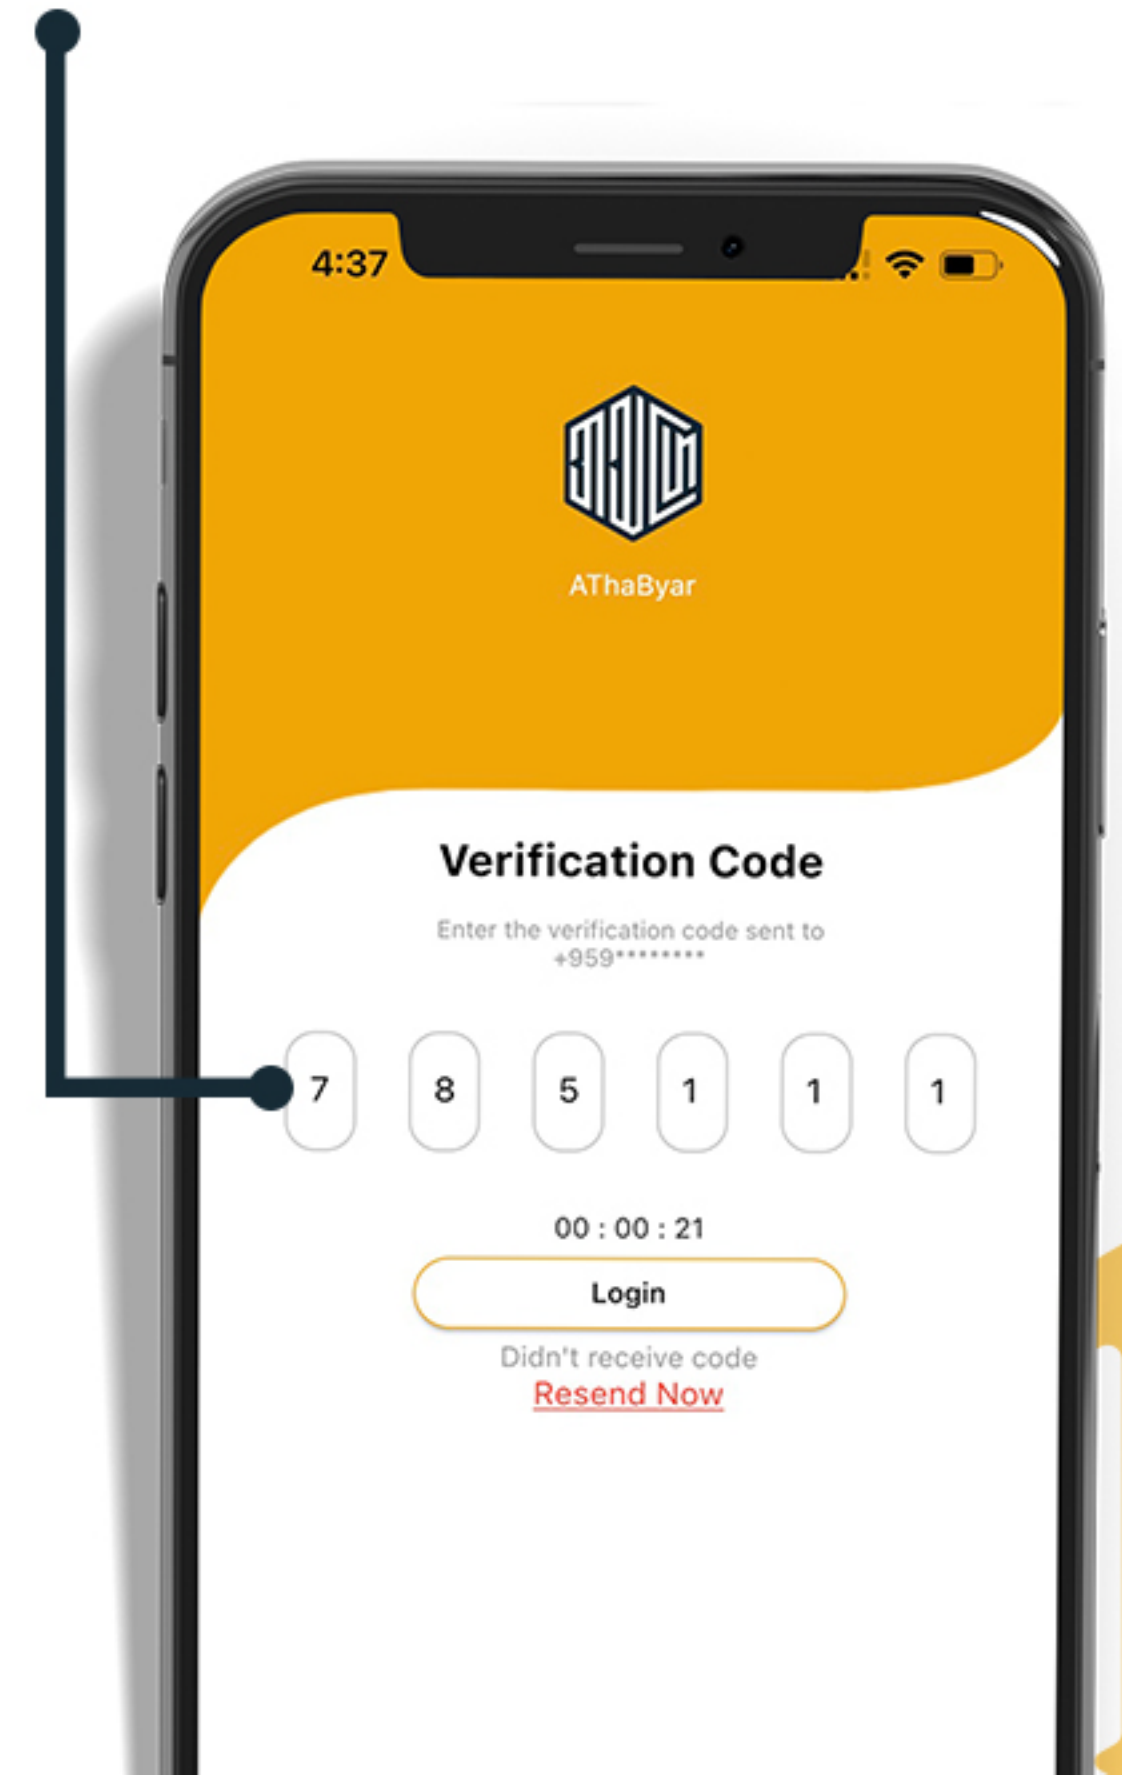 4:37
AThaByar
Verification Code
Enter the verification code sent to
+959********
7 8 5 1 1 1
00 : 00 : 21
Login
Didn't receive code
Resend Now